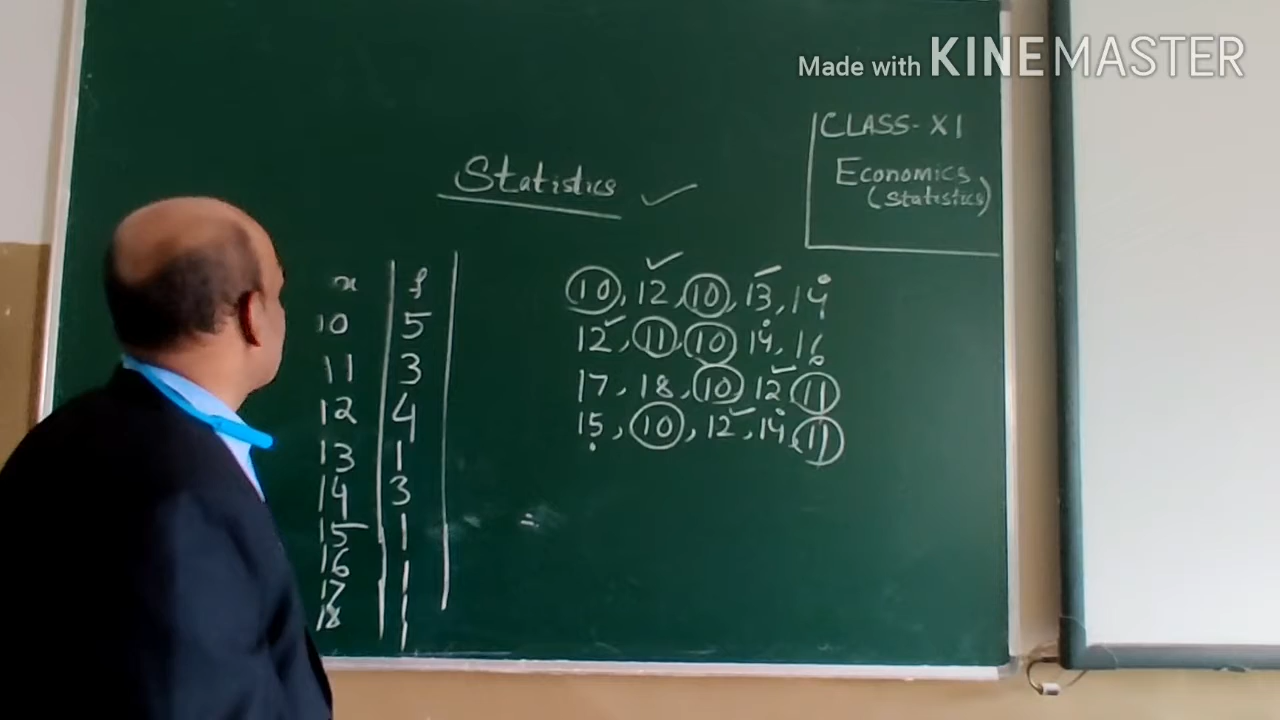 Made with KINEMASTER
CLASS-XI
Economics
(Statistics)
Statistics ✓
x f
10 5
11 3
12 4
13 1
14 3
15 1
16 1
17 1
18
10, 12, 10, 13, 14
12, 11, 10, 14, 16
17, 18, 10, 12, 11
15, 10, 12, 14, 11
=